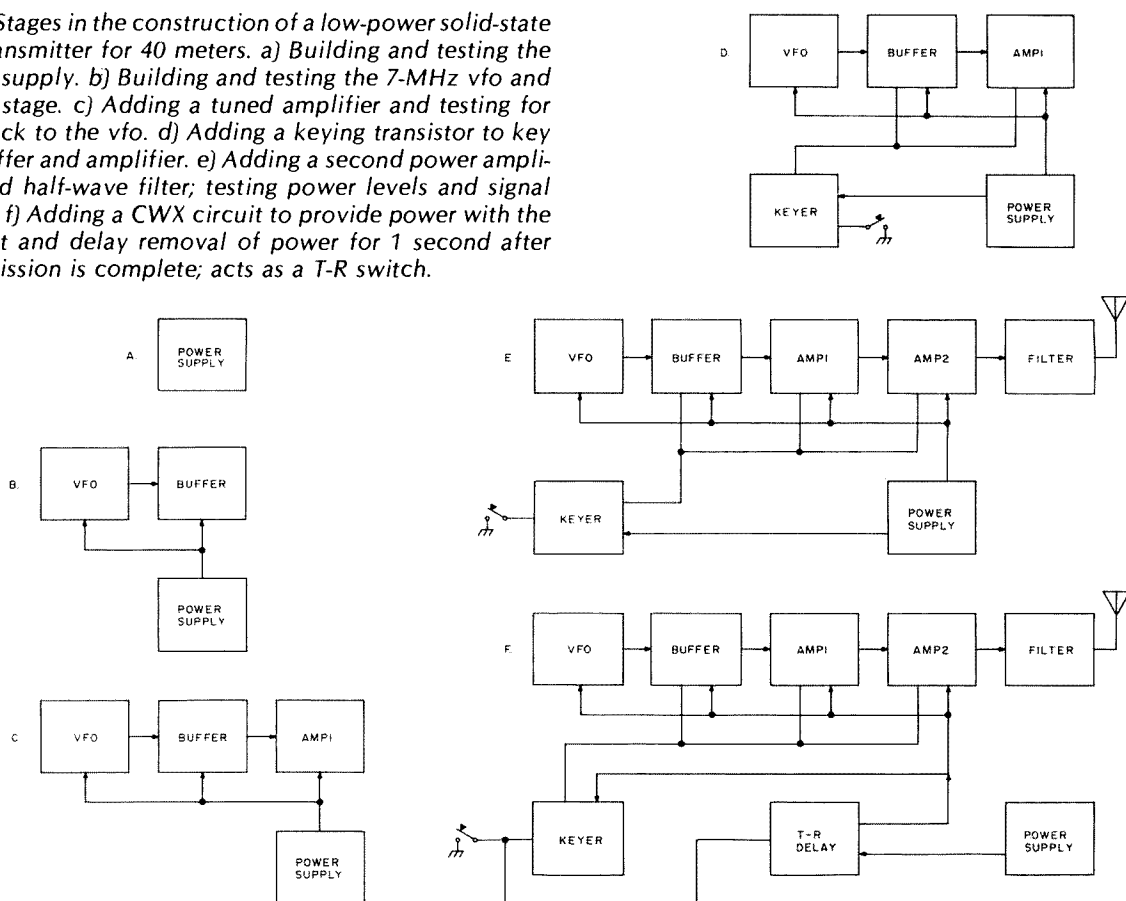 Stages in the construction of a low-power solid-state
ansmitter for 40 meters. a) Building and testing the
supply. b) Building and testing the 7-MHz vfo and
stage. c) Adding a tuned amplifier and testing for
ck to the vfo. d) Adding a keying transistor to key
ffer and amplifier. e) Adding a second power ampli-
d half-wave filter; testing power levels and signal
f) Adding a CWX circuit to provide power with the
t and delay removal of power for 1 second after
ission is complete; acts as a T-R switch.
D.
VFO
BUFFER
AMP1
KEYER
POWER
SUPPLY
A.
POWER
SUPPLY
B.
VFO
BUFFER
POWER
SUPPLY
C
VFO
BUFFER
AMP1
POWER
SUPPLY
E
VFO
BUFFER
AMP1
AMP2
FILTER
KEYER
POWER
SUPPLY
F.
VFO
BUFFER
AMP1
AMP2
FILTER
KEYER
T-R
DELAY
POWER
SUPPLY